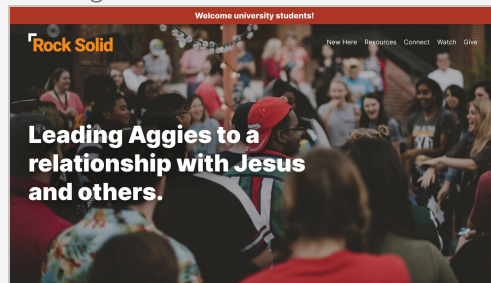 Welcome university students!
Rock Solid
New Here Resources Connect Watch Give
Leading Aggies to a
relationship with Jesus
and others.